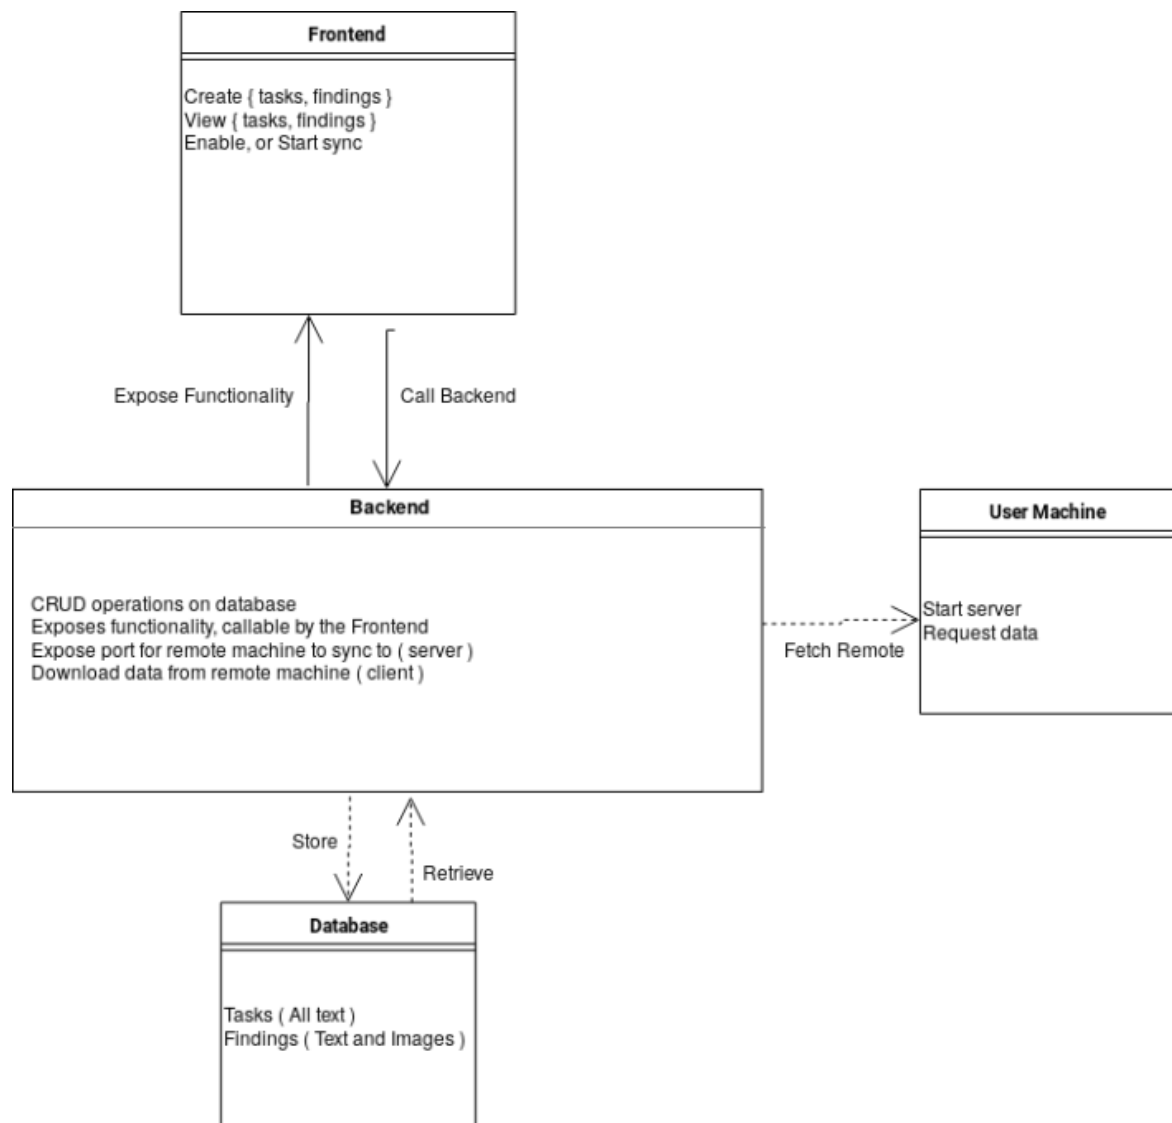 Frontend
Create { tasks, findings }
View { tasks, findings }
Enable, or Start sync
Expose Functionality
Call Backend
Backend
CRUD operations on database
Exposes functionality, callable by the Frontend
Expose port for remote machine to sync to ( server )
Download data from remote machine ( client )
Fetch Remote
User Machine
Start server
Request data
Store
Retrieve
Database
Tasks ( All text )
Findings ( Text and Images )